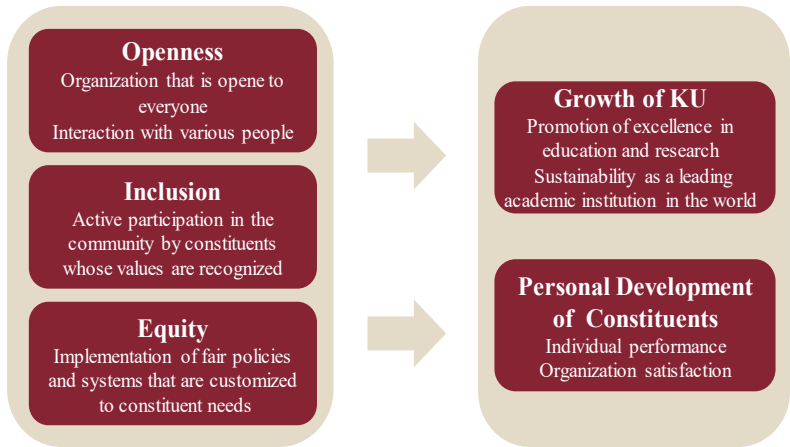 Openness
Organization that is opene to
everyone
Interaction with various people
Inclusion
Active participation in the
community by constituents
whose values are recognized
Equity
Implementation of fair policies
and systems that are customized
to constituent needs
Growth of KU
Promotion of excellence in
education and research
Sustainability as a leading
academic institution in the world
Personal Development
of Constituents
Individual performance
Organization satisfaction